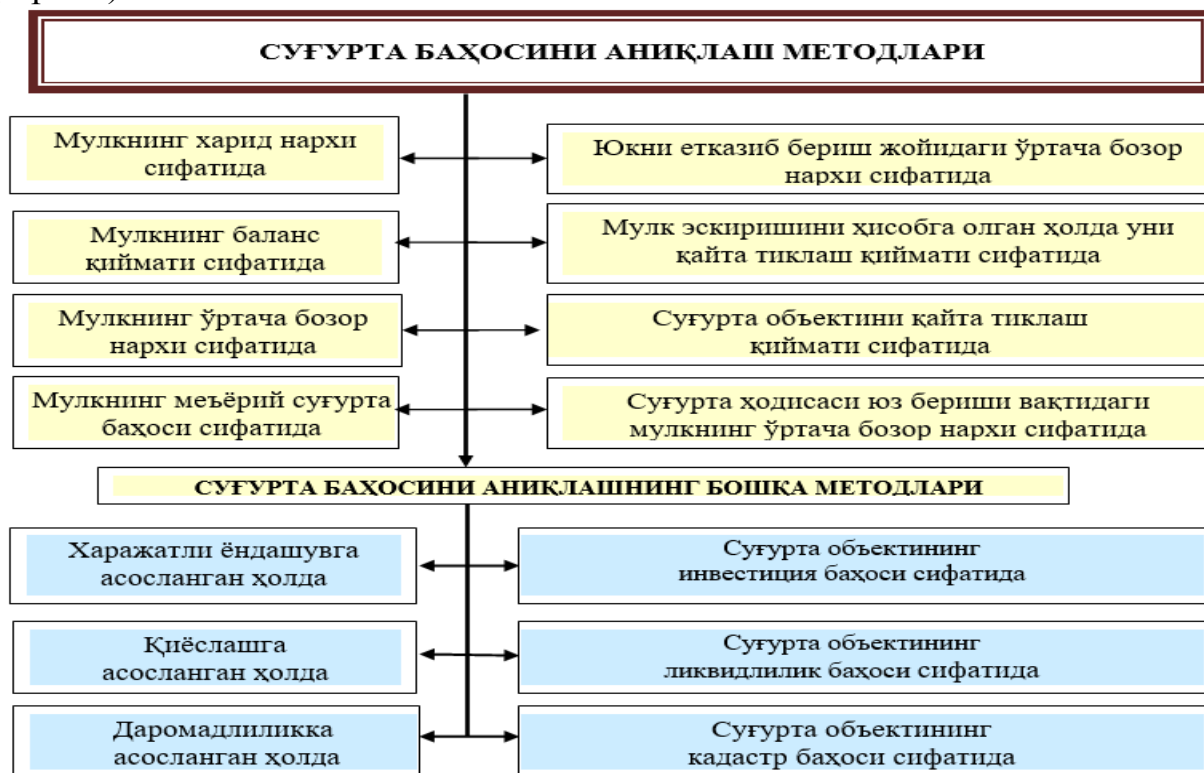 СУҒУРТА БАҲОСИНИ АНИҚЛАШ МЕТОДЛАРИ
Мулкнинг харид нархи
сифатида
Юкни етказиб бериш жойидаги ўртача бозор
нархи сифатида
Мулкнинг баланс
қиймати сифатида
Мулк эскиришини ҳисобга олган ҳолда уни
қайта тиклаш қиймати сифатида
Мулкнинг ўртача бозор
нархи сифатида
Суғурта объектини қайта тиклаш
қиймати сифатида
Мулкнинг меъёрий суғурта
баҳоси сифатида
Суғурта ҳодисаси юз бериши вақтидаги
мулкнинг ўртача бозор нархи сифатида
СУҒУРТА БАҲОСИНИ АНИҚЛАШНИНГ БОШҚА МЕТОДЛАРИ
Харажатли ёндашувга
асосланган ҳолда
Суғурта объектининг
инвестиция баҳоси сифатида
Қиёслашга
асосланган ҳолда
Суғурта объектининг
ликвидлилик баҳоси сифатида
Даромадлиликка
асосланган ҳолда
Суғурта объектининг
кадастр баҳоси сифатида